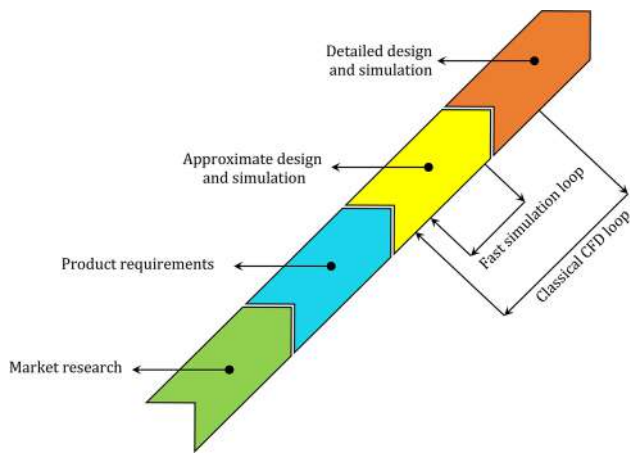 Detailed design
and simulation
Approximate design
and simulation
Fast simulation loop
Classical CFD loop
Product requirements
Market research